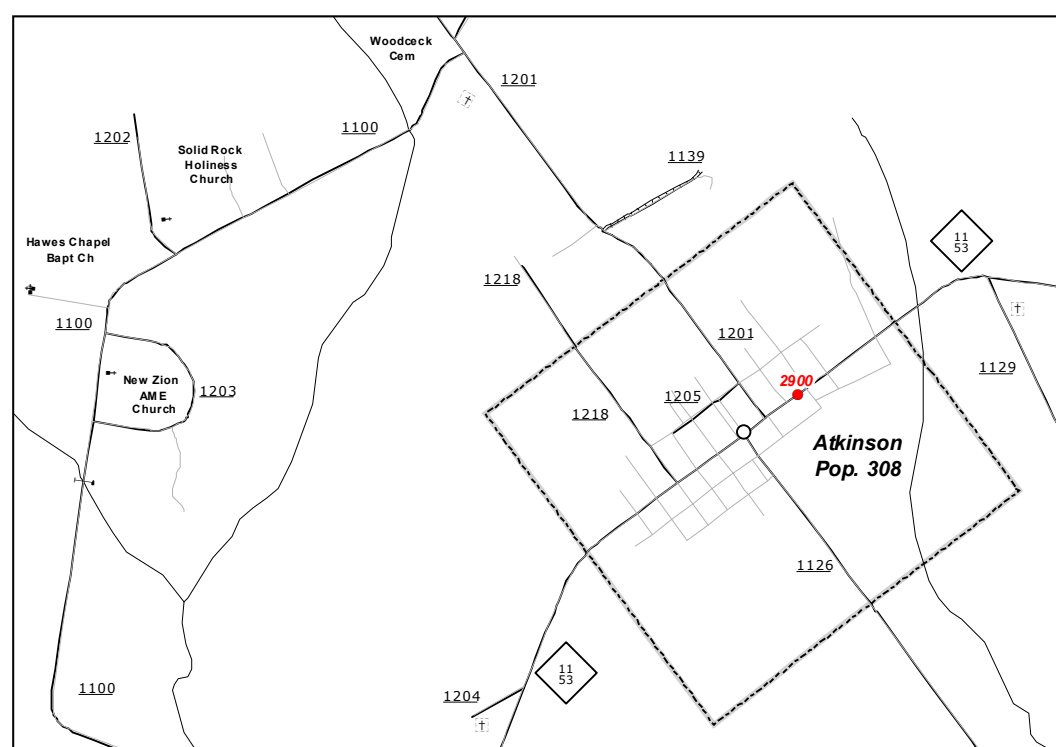 Woodceck
Cem
1201
1202
1100
Solid Rock
Holiness
Church
1139
Hawes Chapel
Bapt Ch
11
53
1218
1100
1201
New Zion
AME
Church
1203
2900
1205
1129
1218
Atkinson
Pop. 308
1126
11
53
1100
1204